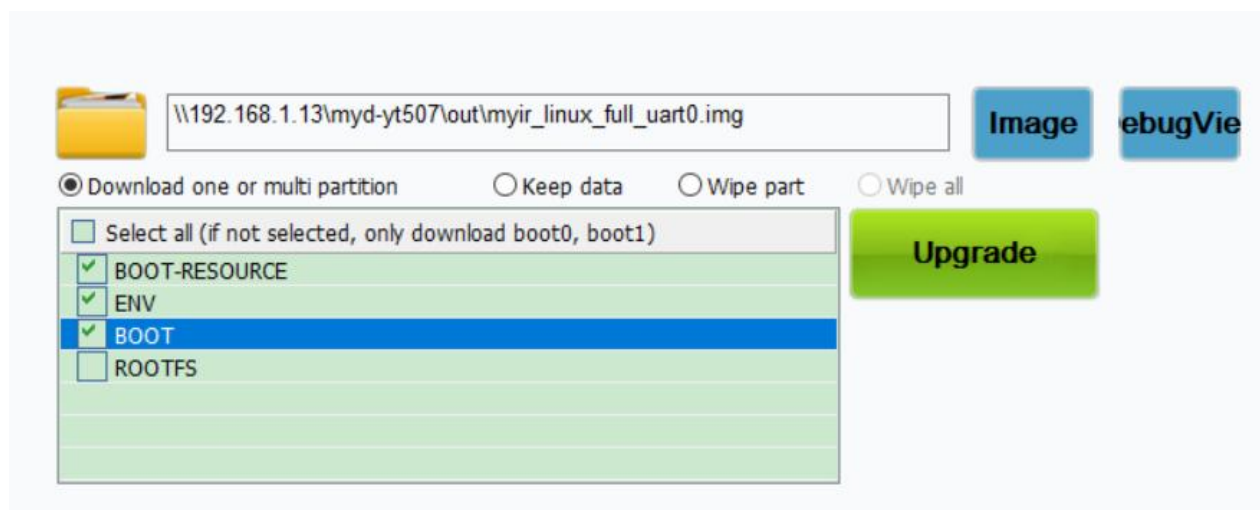 \\192.168.1.13\myd-yt507\out\myir_linux_full_uart0.img
Image
ebugVie
Download one or multi partition
Keep data
Wipe part
Wipe all
Select all (if not selected, only download boot0, boot1)
Upgrade
BOOT-RESOURCE
ENV
BOOT
ROOTFS